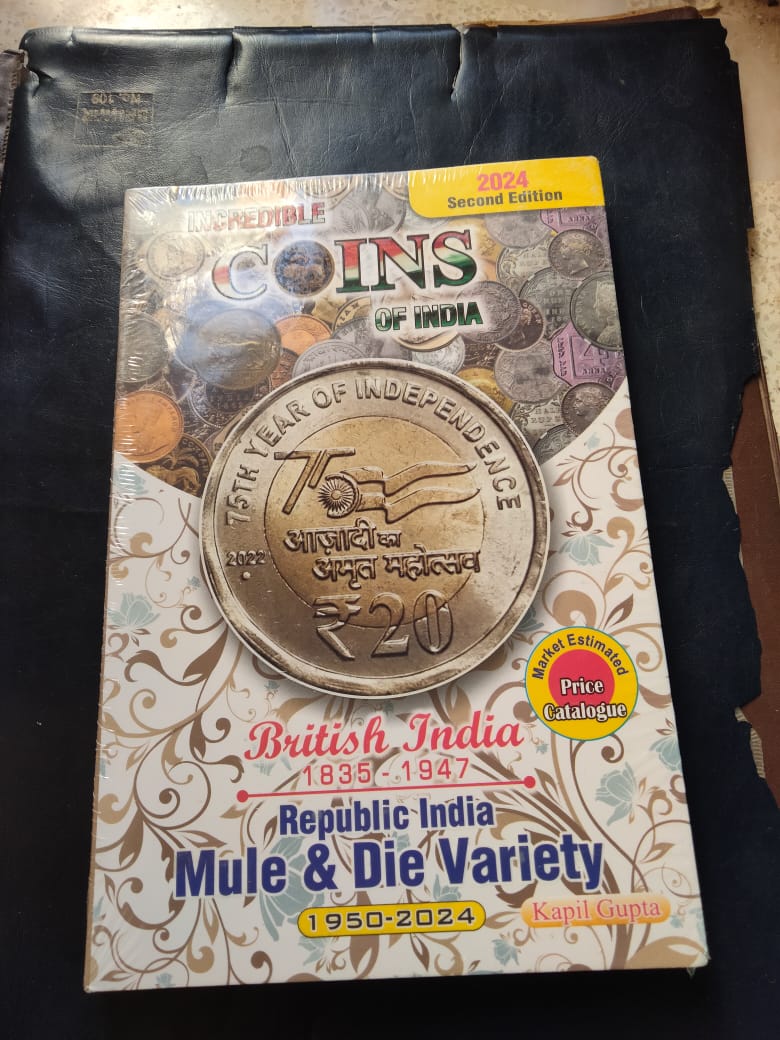 2024
Second Edition
INCREDIBLE
COINS
OF INDIA
75TH YEAR OF INDEPENDENCE
75
2022
आज़ादी का
अमृत महोत्सव
₹ 20
Market Estimated
Price
Catalogue
British India
1835 - 1947
Republic India
Mule & Die Variety
1950-2024
Kapil Gupta